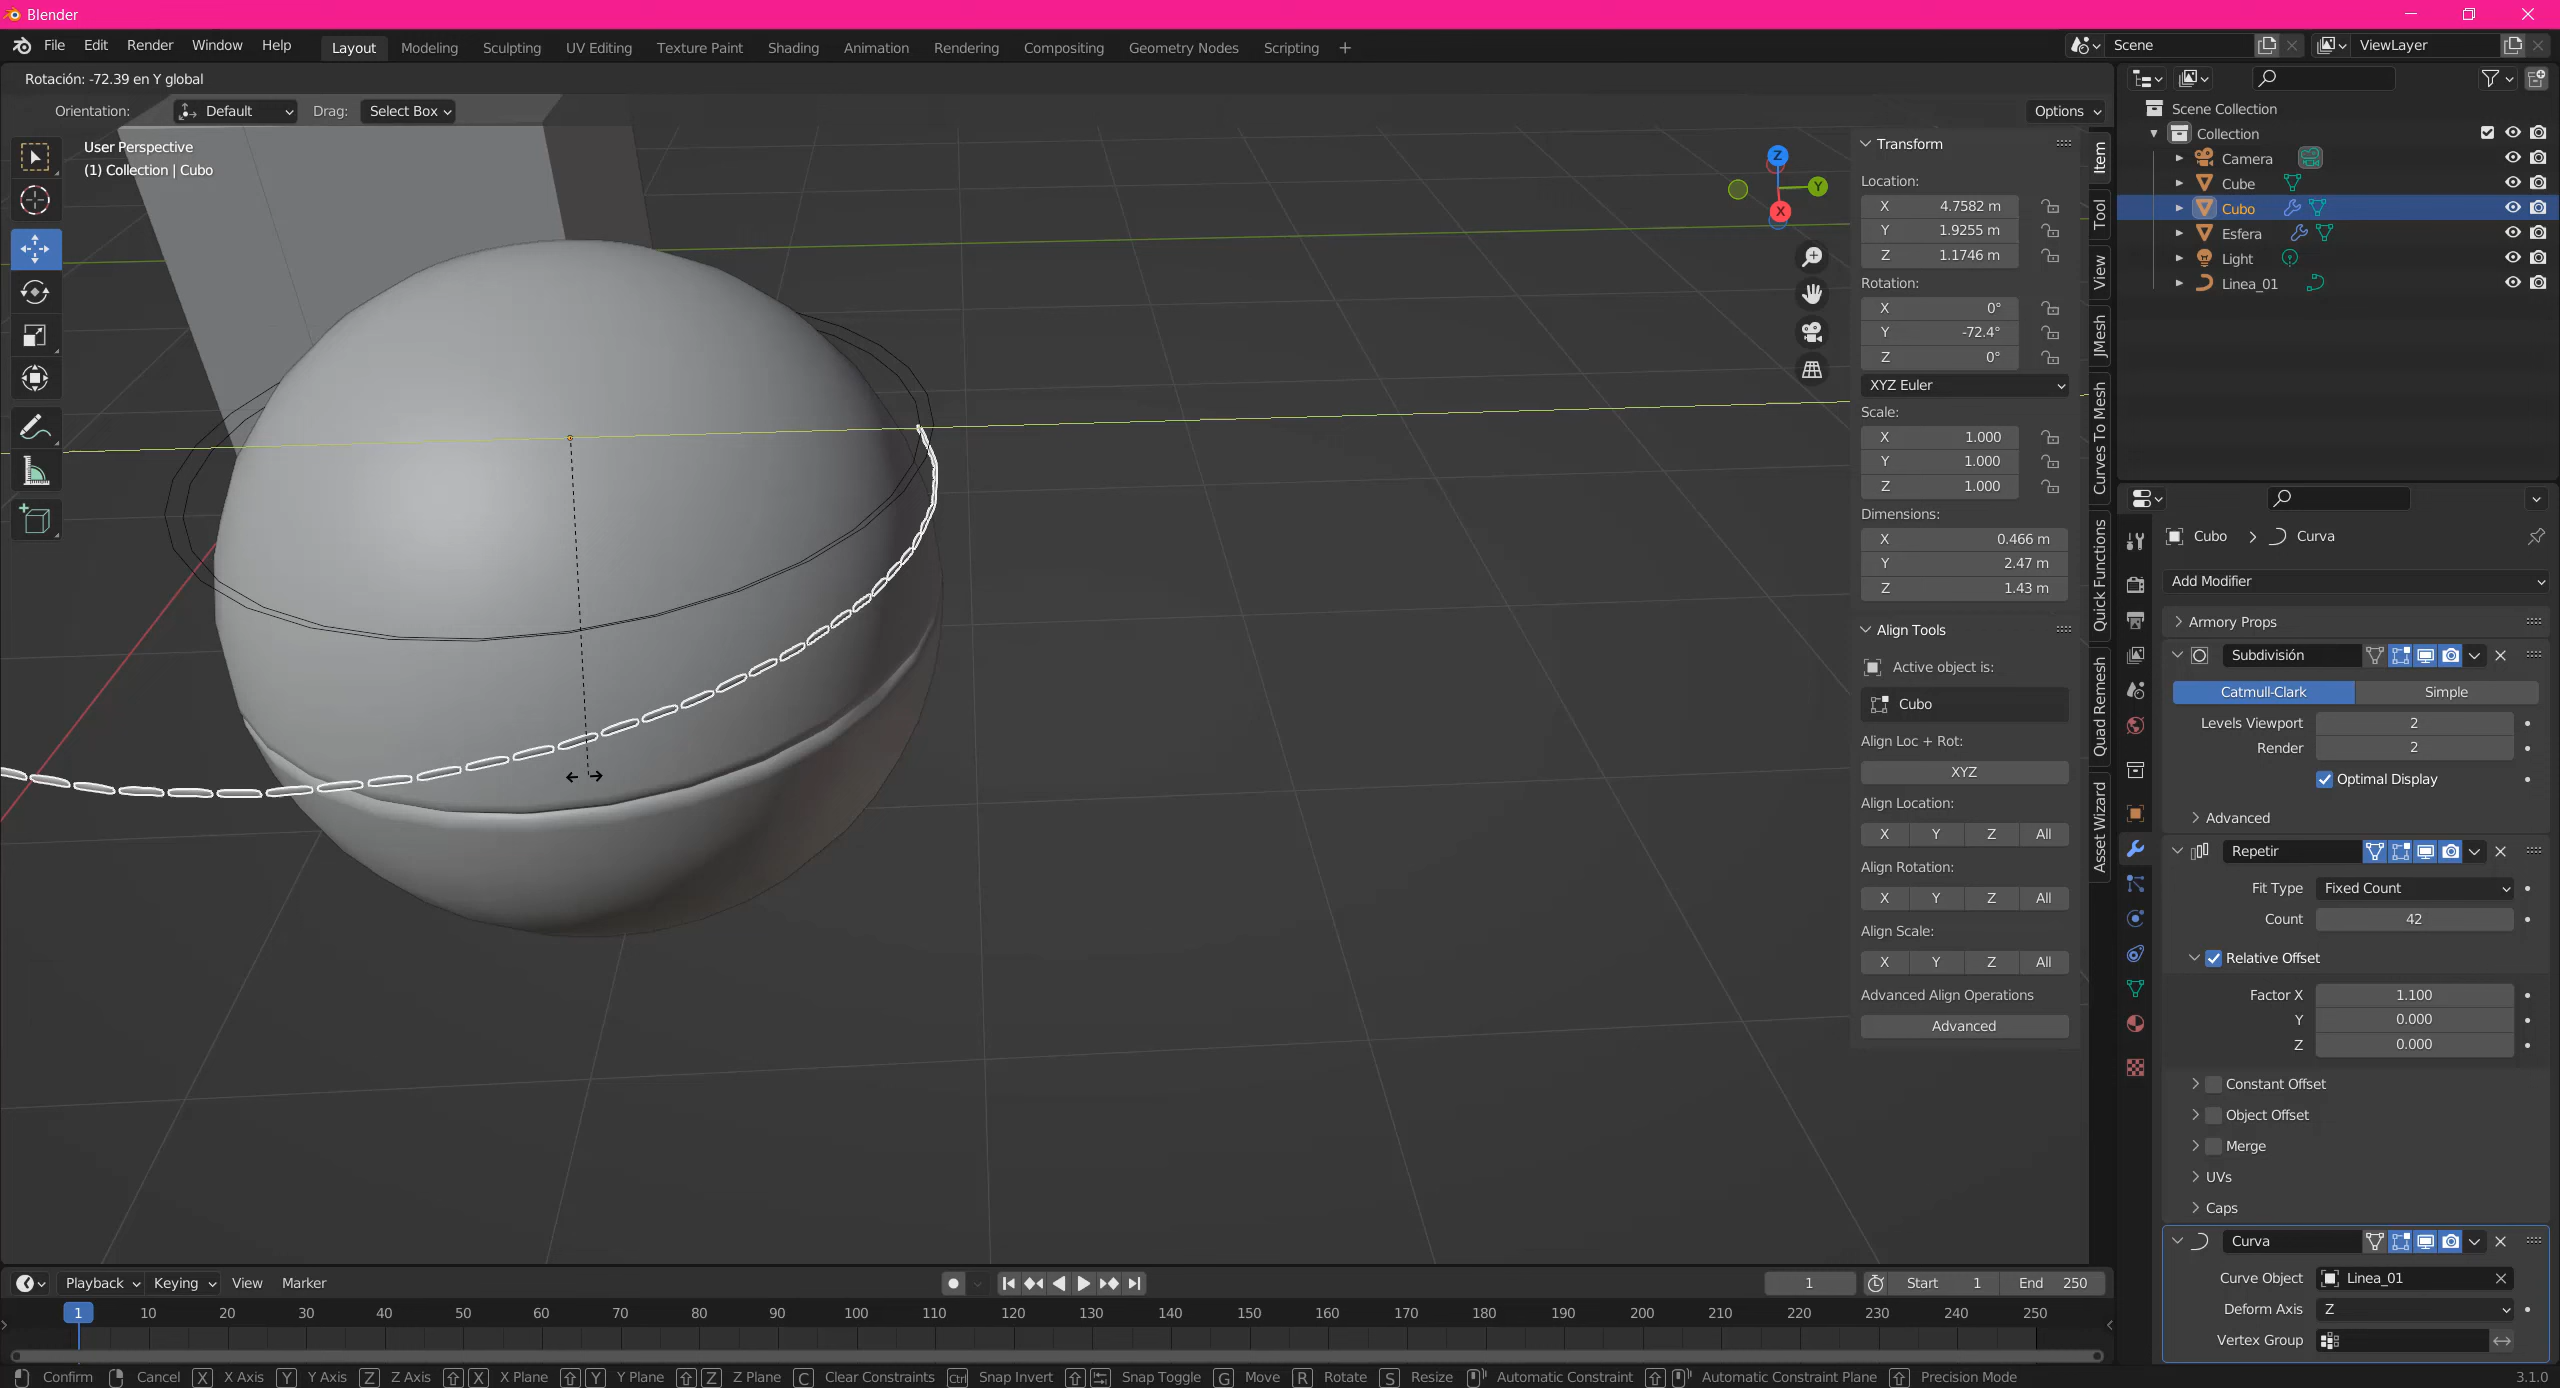 Blender
File Edit Render Window Help Layout Modeling Sculpting UV Editing Texture Paint Shading Animation Rendering Compositing Geometry Nodes Scripting + Scene ViewLayer
Rotación: -72.39 en Y global
Orientation: Default Drag: Select Box Options
User Perspective
(1) Collection | Cubo
Z
Y
X
Transform
Location:
X 4.7582 m
Y 1.9255 m
Z 1.1746 m
Rotation:
X 0°
Y -72.4°
Z 0°
XYZ Euler
Scale:
X 1.000
Y 1.000
Z 1.000
Dimensions:
X 0.466 m
Y 2.47 m
Z 1.43 m
Align Tools
Active object is:
Cubo
Align Loc + Rot:
XYZ
Align Location:
X Y Z All
Align Rotation:
X Y Z All
Align Scale:
X Y Z All
Advanced Align Operations
Advanced
Item
Tool
View
JMesh
Curves To Mesh
Quick Functions
Quad Remesh
Asset Wizard
Scene Collection
Collection
Camera
Cube
Cubo
Esfera
Light
Linea_01
Cubo > Curva
Add Modifier
Armory Props
Subdivisión
Catmull-Clark Simple
Levels Viewport 2
Render 2
Optimal Display
Advanced
Repetir
Fit Type Fixed Count
Count 42
Relative Offset
Factor X 1.100
Y 0.000
Z 0.000
Constant Offset
Object Offset
Merge
UVs
Caps
Curva
Curve Object Linea_01
Deform Axis Z
Vertex Group
Playback Keying View Marker 1 Start 1 End 250
1 10 20 30 40 50 60 70 80 90 100 110 120 130 140 150 160 170 180 190 200 210 220 230 240 250
Confirm Cancel X X Axis Y Y Axis Z Z Axis X X Plane Y Y Plane Z Z Plane C Clear Constraints Ctrl Snap Invert Snap Toggle G Move R Rotate S Resize Automatic Constraint Automatic Constraint Plane Precision Mode 3.1.0